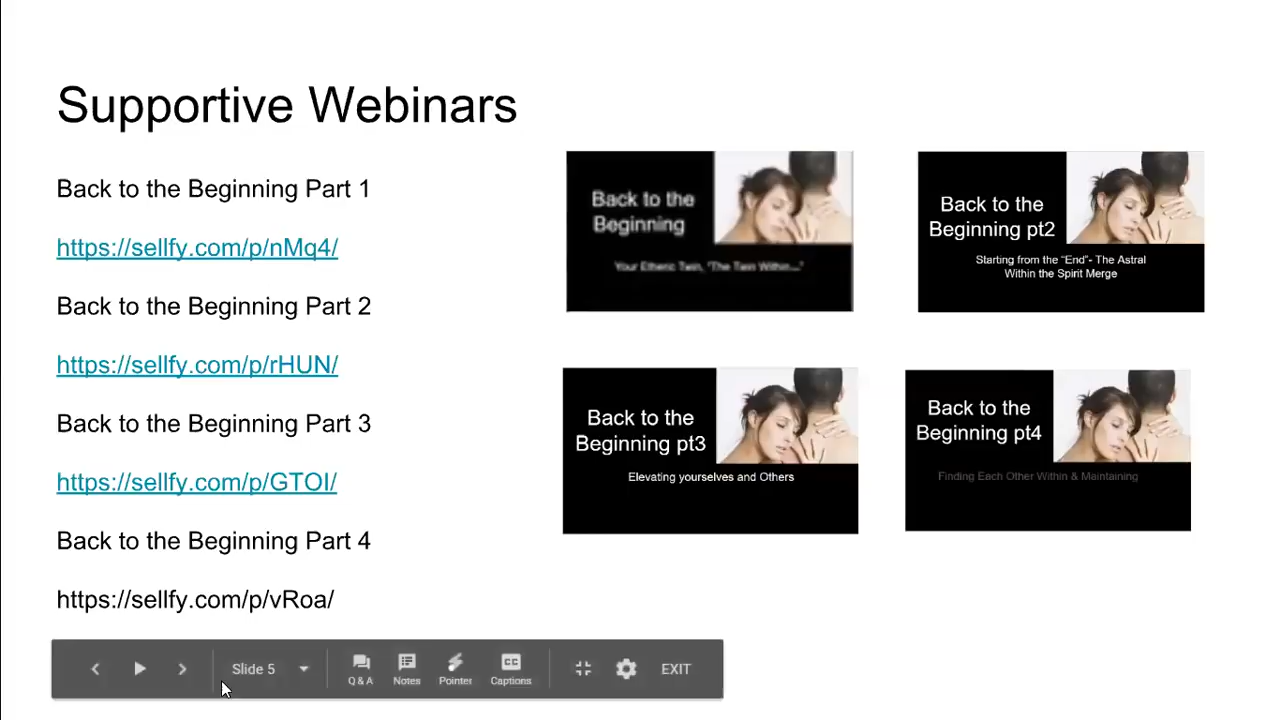 Supportive Webinars
Back to the Beginning Part 1
https://sellfy.com/p/nMq4/
Back to the Beginning Part 2
https://sellfy.com/p/rHUN/
Back to the Beginning Part 3
https://sellfy.com/p/GTOI/
Back to the Beginning Part 4
https://sellfy.com/p/vRoa/
Back to the
Beginning
Your Etheric Twin, "The Twin Within..."
Back to the
Beginning pt2
Starting from the “End”- The Astral
Within the Spirit Merge
Back to the
Beginning pt3
Elevating yourselves and Others
Back to the
Beginning pt4
Finding Each Other Within & Maintaining
Slide 5
Q & A
Notes
Pointer
CC
Captions
EXIT